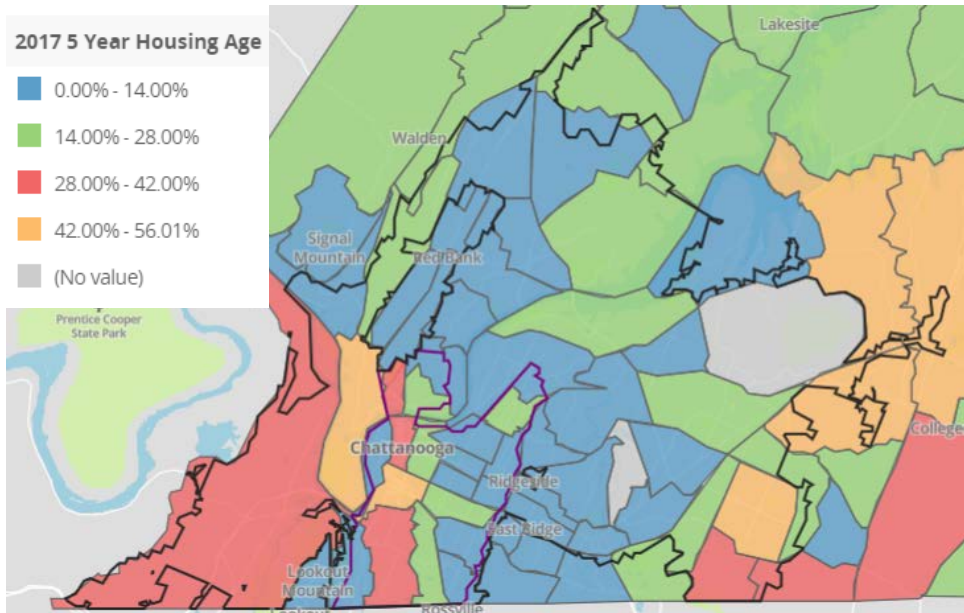 2017 5 Year Housing Age
0.00% - 14.00%
14.00% - 28.00%
28.00% - 42.00%
42.00% - 56.01%
(No value)
Lakesite
Walden
Signal
Mountain
Red Bank
Prentice Cooper
State Park
College
Chattanooga
Ridgeside
East Ridge
Lookout
Mountain
Lookout
Rossville